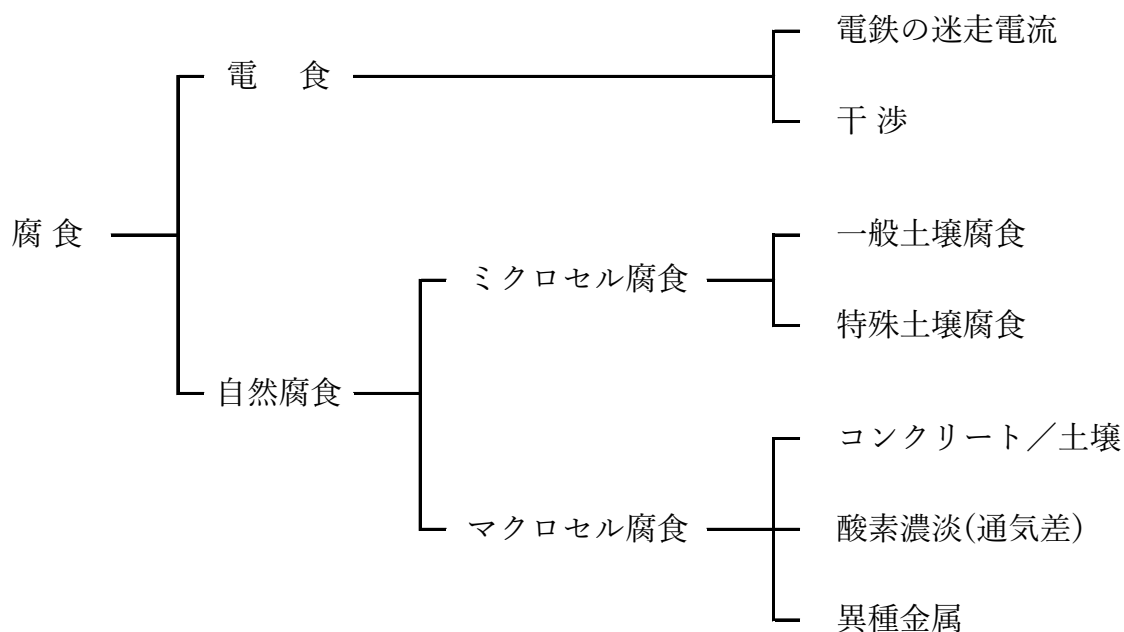 電鉄の迷走電流
電　食
干 渉
腐 食
一般土壌腐食
ミクロセル腐食
特殊土壌腐食
自然腐食
コンクリート／土壌
マクロセル腐食
酸素濃淡(通気差)
異種金属